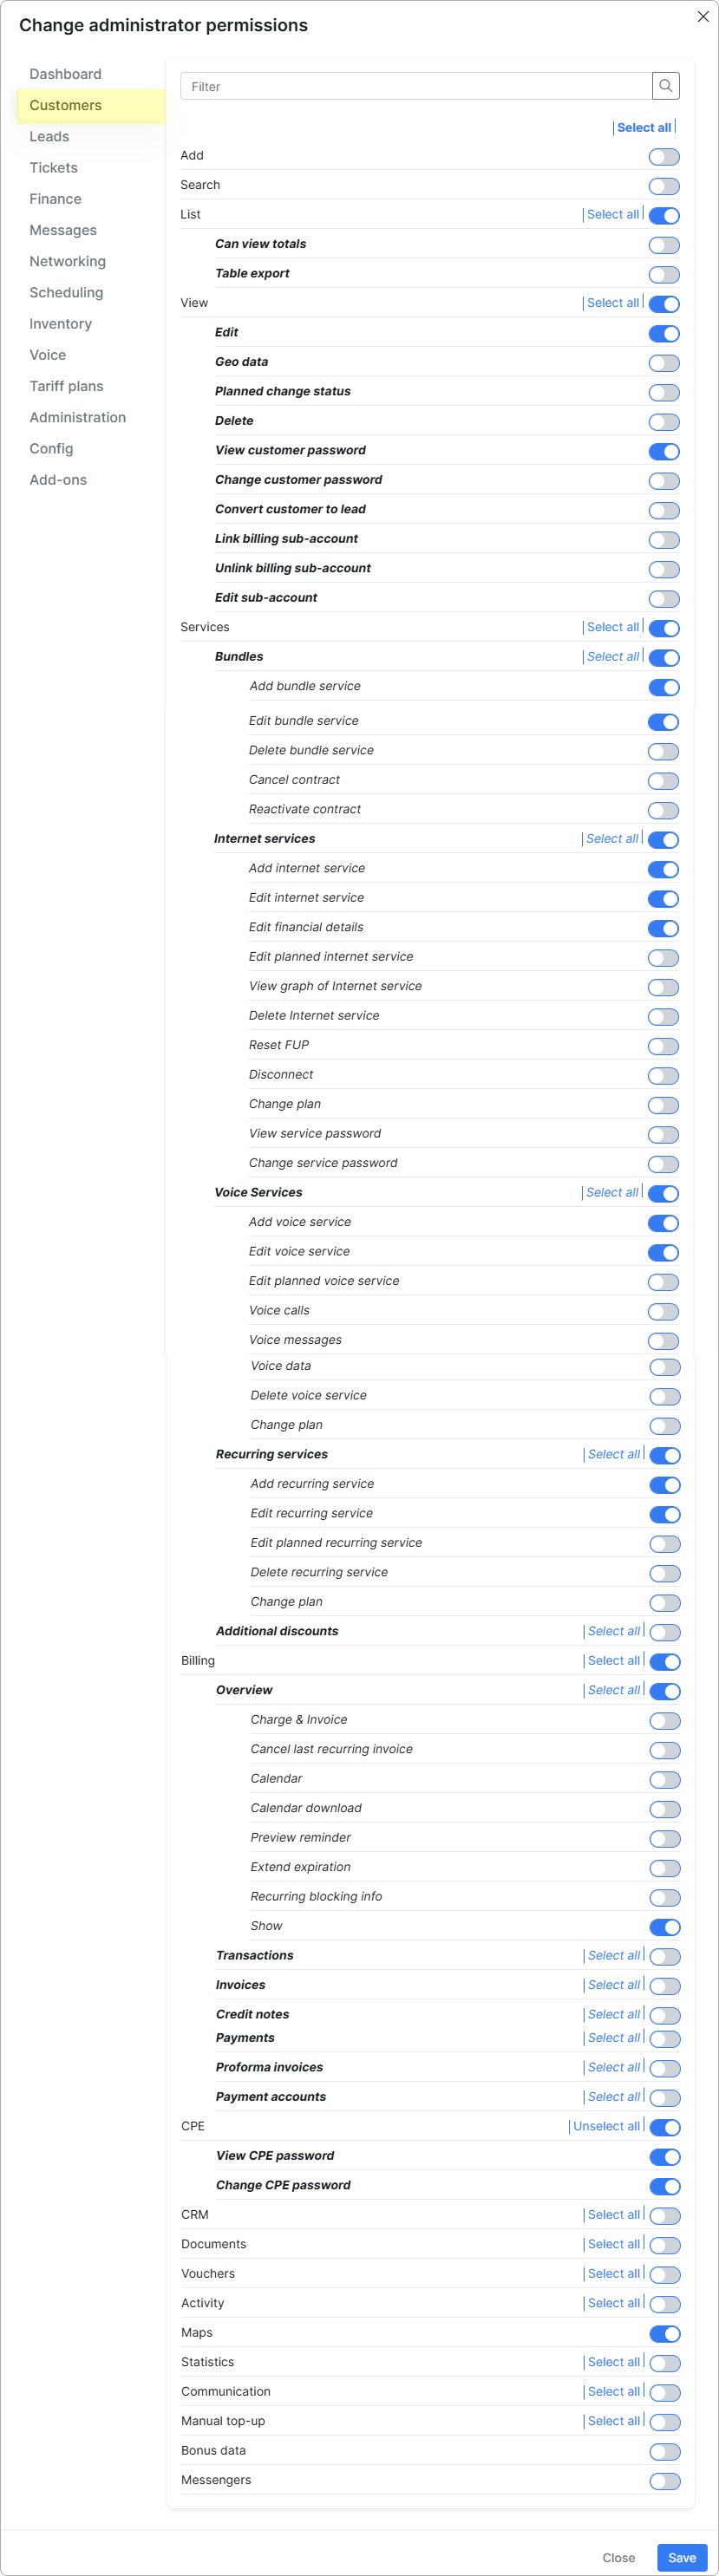 Change administrator permissions
Dashboard
Customers
Leads
Tickets
Finance
Messages
Networking
Scheduling
Inventory
Voice
Tariff plans
Administration
Config
Add-ons
Filter
Select all
Add
Search
List Select all
Can view totals
Table export
View Select all
Edit
Geo data
Planned change status
Delete
View customer password
Change customer password
Convert customer to lead
Link billing sub-account
Unlink billing sub-account
Edit sub-account
Services Select all
Bundles Select all
Add bundle service
Edit bundle service
Delete bundle service
Cancel contract
Reactivate contract
Internet services Select all
Add internet service
Edit internet service
Edit financial details
Edit planned internet service
View graph of Internet service
Delete Internet service
Reset FUP
Disconnect
Change plan
View service password
Change service password
Voice Services Select all
Add voice service
Edit voice service
Edit planned voice service
Voice calls
Voice messages
Voice data
Delete voice service
Change plan
Recurring services Select all
Add recurring service
Edit recurring service
Edit planned recurring service
Delete recurring service
Change plan
Additional discounts Select all
Billing Select all
Overview Select all
Charge & Invoice
Cancel last recurring invoice
Calendar
Calendar download
Preview reminder
Extend expiration
Recurring blocking info
Show
Transactions Select all
Invoices Select all
Credit notes Select all
Payments Select all
Proforma invoices Select all
Payment accounts Select all
CPE Unselect all
View CPE password
Change CPE password
CRM Select all
Documents Select all
Vouchers Select all
Activity Select all
Maps
Statistics Select all
Communication Select all
Manual top-up Select all
Bonus data
Messengers
Close Save